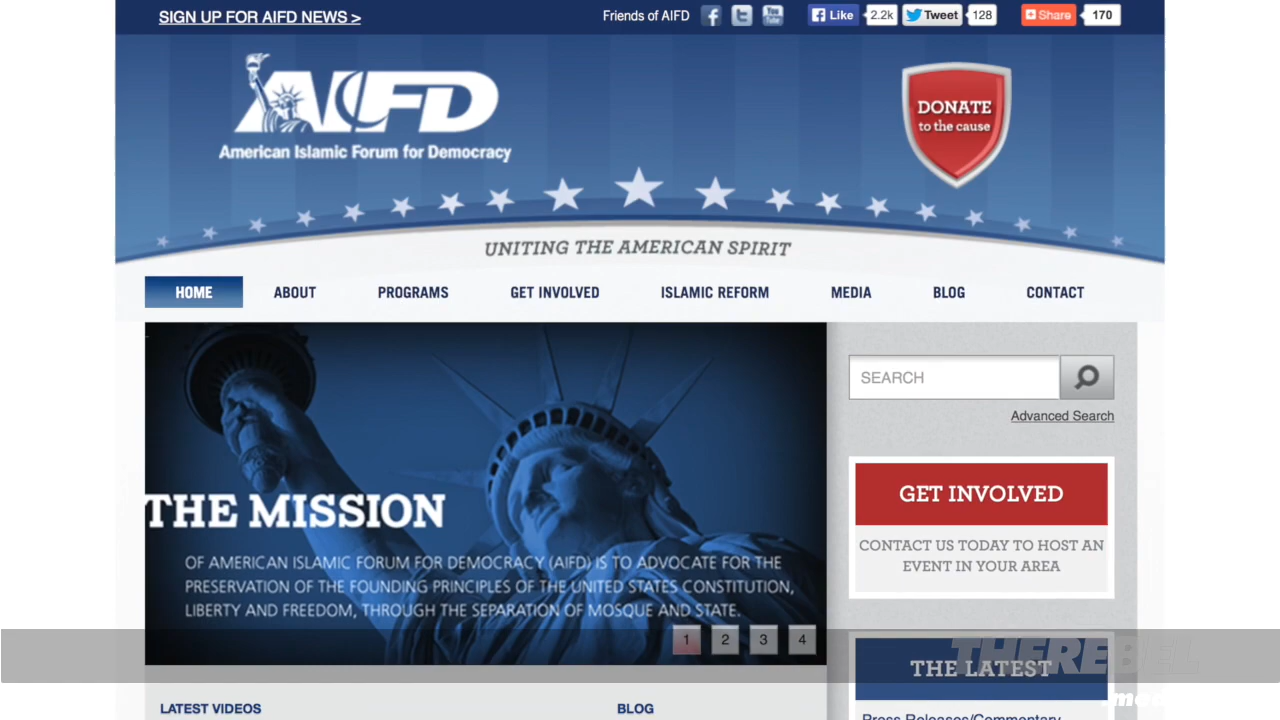 SIGN UP FOR AIFD NEWS >
Friends of AIFD
Like 2.2k
Tweet 128
Share 170
AIFD
American Islamic Forum for Democracy
DONATE
to the cause
UNITING THE AMERICAN SPIRIT
HOME ABOUT PROGRAMS GET INVOLVED ISLAMIC REFORM MEDIA BLOG CONTACT
SEARCH
Advanced Search
THE MISSION
OF AMERICAN ISLAMIC FORUM FOR DEMOCRACY (AIFD) IS TO ADVOCATE FOR THE
PRESERVATION OF THE FOUNDING PRINCIPLES OF THE UNITED STATES CONSTITUTION,
LIBERTY AND FREEDOM, THROUGH THE SEPARATION OF MOSQUE AND STATE.
1 2 3 4
GET INVOLVED
CONTACT US TODAY TO HOST AN
EVENT IN YOUR AREA
THE LATEST
THEREBEL
Press Releases/Commentary
LATEST VIDEOS
BLOG